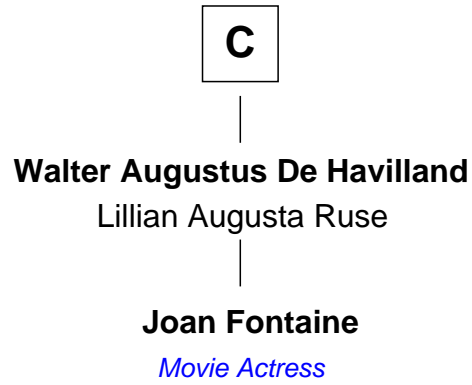 C
Walter Augustus De Havilland
Lillian Augusta Ruse
Joan Fontaine
Movie Actress